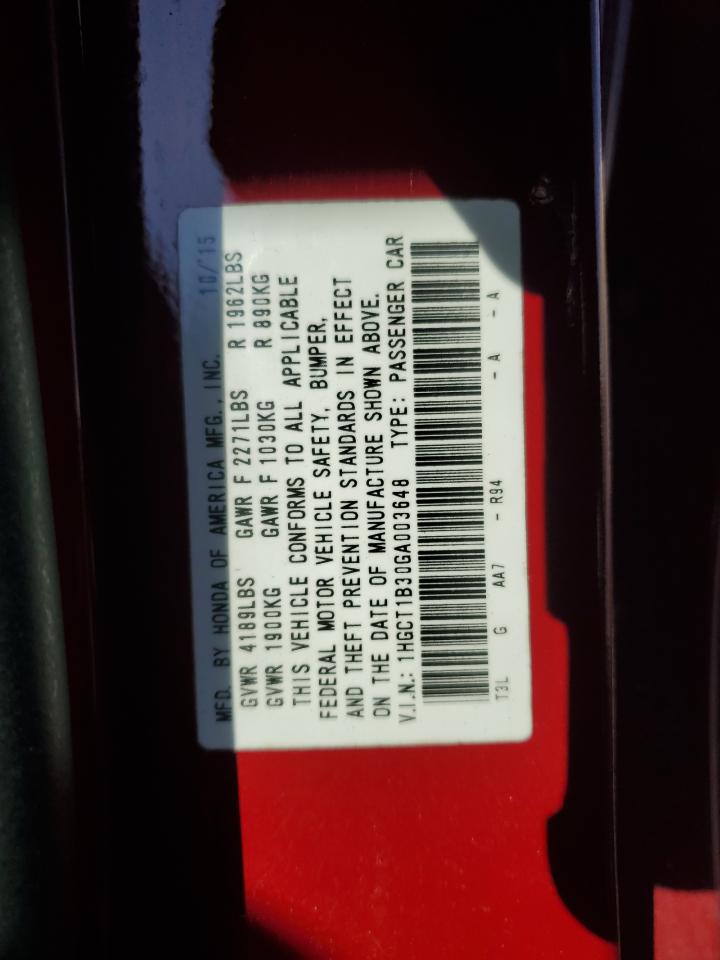 MFD. BY HONDA OF AMERICA MFG., INC. 10/'15
GVWR 4189LBS GAWR F 2271LBS R 1962LBS
GVWR 1900KG GAWR F 1030KG R 890KG
THIS VEHICLE CONFORMS TO ALL APPLICABLE
FEDERAL MOTOR VEHICLE SAFETY, BUMPER,
AND THEFT PREVENTION STANDARDS IN EFFECT
ON THE DATE OF MANUFACTURE SHOWN ABOVE.
V.I.N.: 1HGCT1B30GA003648 TYPE: PASSENGER CAR
T3L G AA7 - R94 - A - A